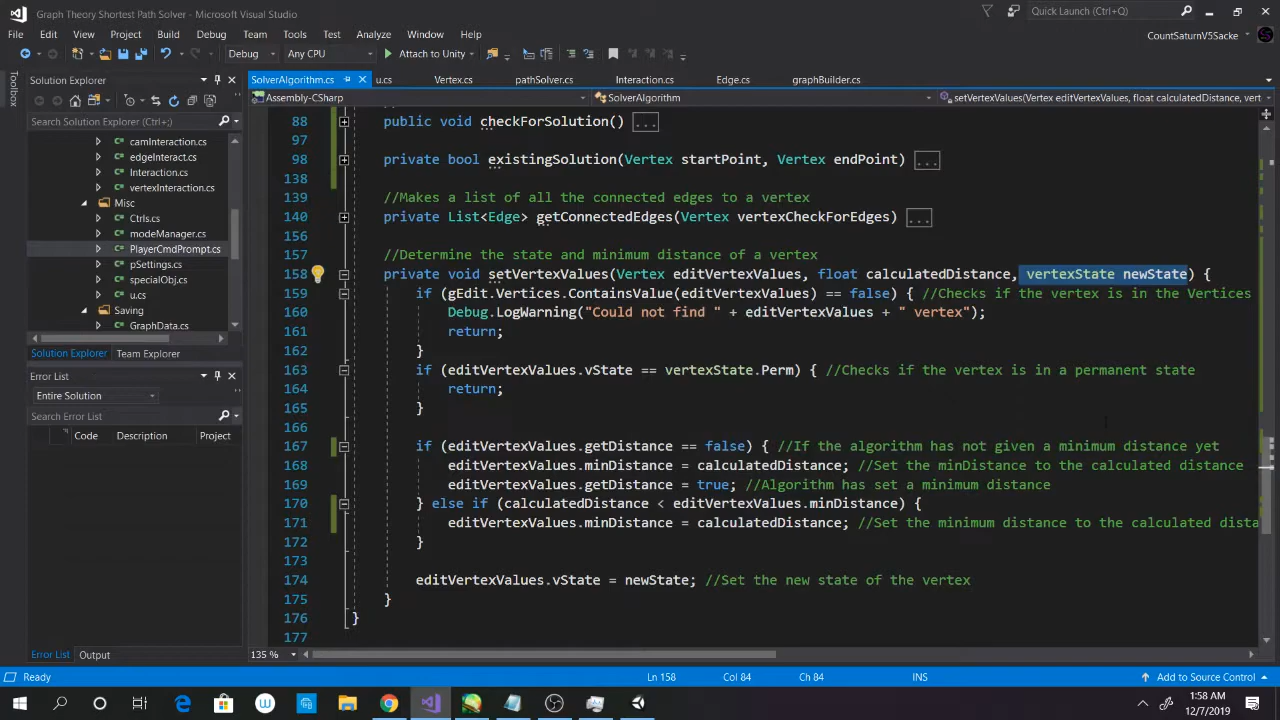 Graph Theory Shortest Path Solver - Microsoft Visual Studio
Quick Launch (Ctrl+Q)
File Edit View Project Build Debug Team Tools Test Analyze Window Help
CountSaturnV5Sacke
Debug Any CPU Attach to Unity
Toolbox
Solution Explorer
SolverAlgorithm.cs u.cs Vertex.cs pathSolver.cs Interaction.cs Edge.cs graphBuilder.cs
Assembly-CSharp SolverAlgorithm setVertexValues(Vertex editVertexValues, float calculatedDistance, vert
Search Solution Explorer (Ctrl+;)
camInteraction.cs
edgeInteract.cs
Interaction.cs
vertexInteraction.cs
Misc
Ctrls.cs
modeManager.cs
PlayerCmdPrompt.cs
pSettings.cs
specialObj.cs
u.cs
Saving
GraphData.cs
Solution Explorer Team Explorer
Error List
Entire Solution
Search Error List
Code Description Project
Error List Output
88 public void checkForSolution() ...
97
98 private bool existingSolution(Vertex startPoint, Vertex endPoint) ...
138
139 //Makes a list of all the connected edges to a vertex
140 private List<Edge> getConnectedEdges(Vertex vertexCheckForEdges) ...
156
157 //Determine the state and minimum distance of a vertex
158 private void setVertexValues(Vertex editVertexValues, float calculatedDistance, vertexState newState) {
159 if (gEdit.Vertices.ContainsValue(editVertexValues) == false) { //Checks if the vertex is in the Vertices
160 Debug.LogWarning("Could not find " + editVertexValues + " vertex");
161 return;
162 }
163 if (editVertexValues.vState == vertexState.Perm) { //Checks if the vertex is in a permanent state
164 return;
165 }
166
167 if (editVertexValues.getDistance == false) { //If the algorithm has not given a minimum distance yet
168 editVertexValues.minDistance = calculatedDistance; //Set the minDistance to the calculated distance
169 editVertexValues.getDistance = true; //Algorithm has set a minimum distance
170 } else if (calculatedDistance < editVertexValues.minDistance) {
171 editVertexValues.minDistance = calculatedDistance; //Set the minimum distance to the calculated dista
172 }
173
174 editVertexValues.vState = newState; //Set the new state of the vertex
175 }
176 }
177
135 %
Ready Ln 158 Col 84 Ch 84 INS Add to Source Control
1:58 AM
12/7/2019